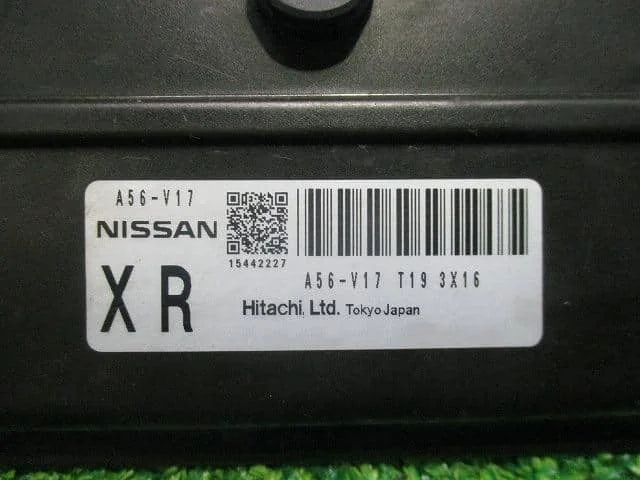 A56-V17
NISSAN
15442227
XR
A56-V17 T19 3X16
Hitachi, Ltd. Tokyo Japan